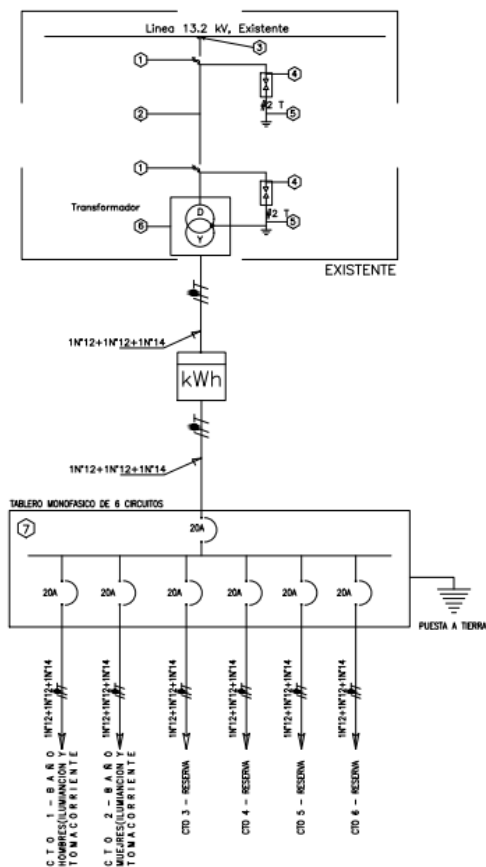 Linea 13.2 kV, Existente
3
1
4
#2 T
2
5
1
4
Transformador
D
#2 T
6
Y
5
EXISTENTE
1N°12+1N°12+1N°14
kWh
1N°12+1N°12+1N°14
TABLERO MONOFASICO DE 6 CIRCUITOS
7
20A
20A
20A
20A
20A
20A
20A
PUESTA A TIERRA
1N°12+1N°12+1N°14
1N°12+1N°12+1N°14
1N°12+1N°12+1N°14
1N°12+1N°12+1N°14
1N°12+1N°12+1N°14
1N°12+1N°12+1N°14
CTO 1 - BAÑO
HOMBRES(ILUMIANCION Y
TOMACORRIENTE
CTO 2 - BAÑO
MUEJRES(ILUMIANCION Y
TOMACORRIENTE
CTO 3 - RESERVA
CTO 4 - RESERVA
CTO 5 - RESERVA
CTO 6 - RESERVA